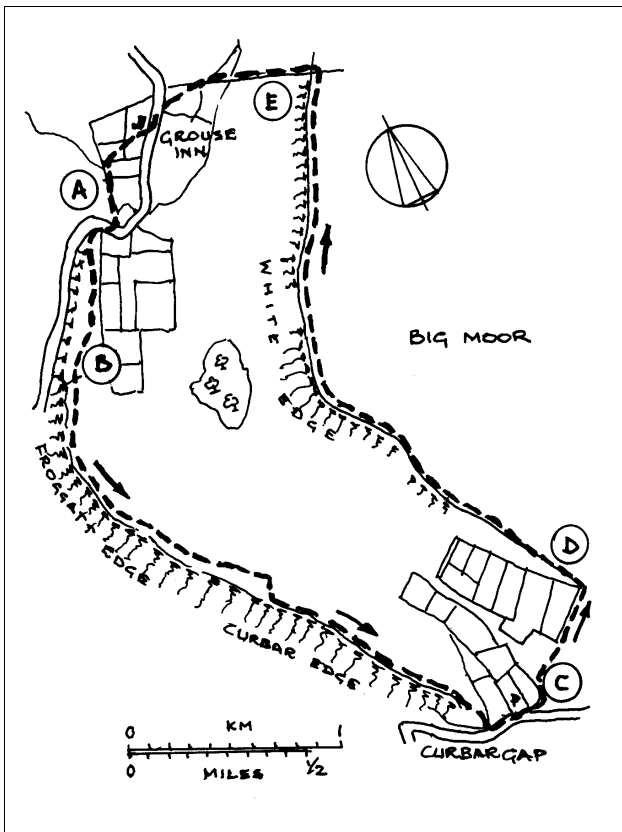 E
GROUSE
INN
A
WHITE
EDGE
BIG MOOR
B
FROGGATT
EDGE
D
CURBAR EDGE
C
0 KM 1
0 MILES 1/2
CURBAR GAP